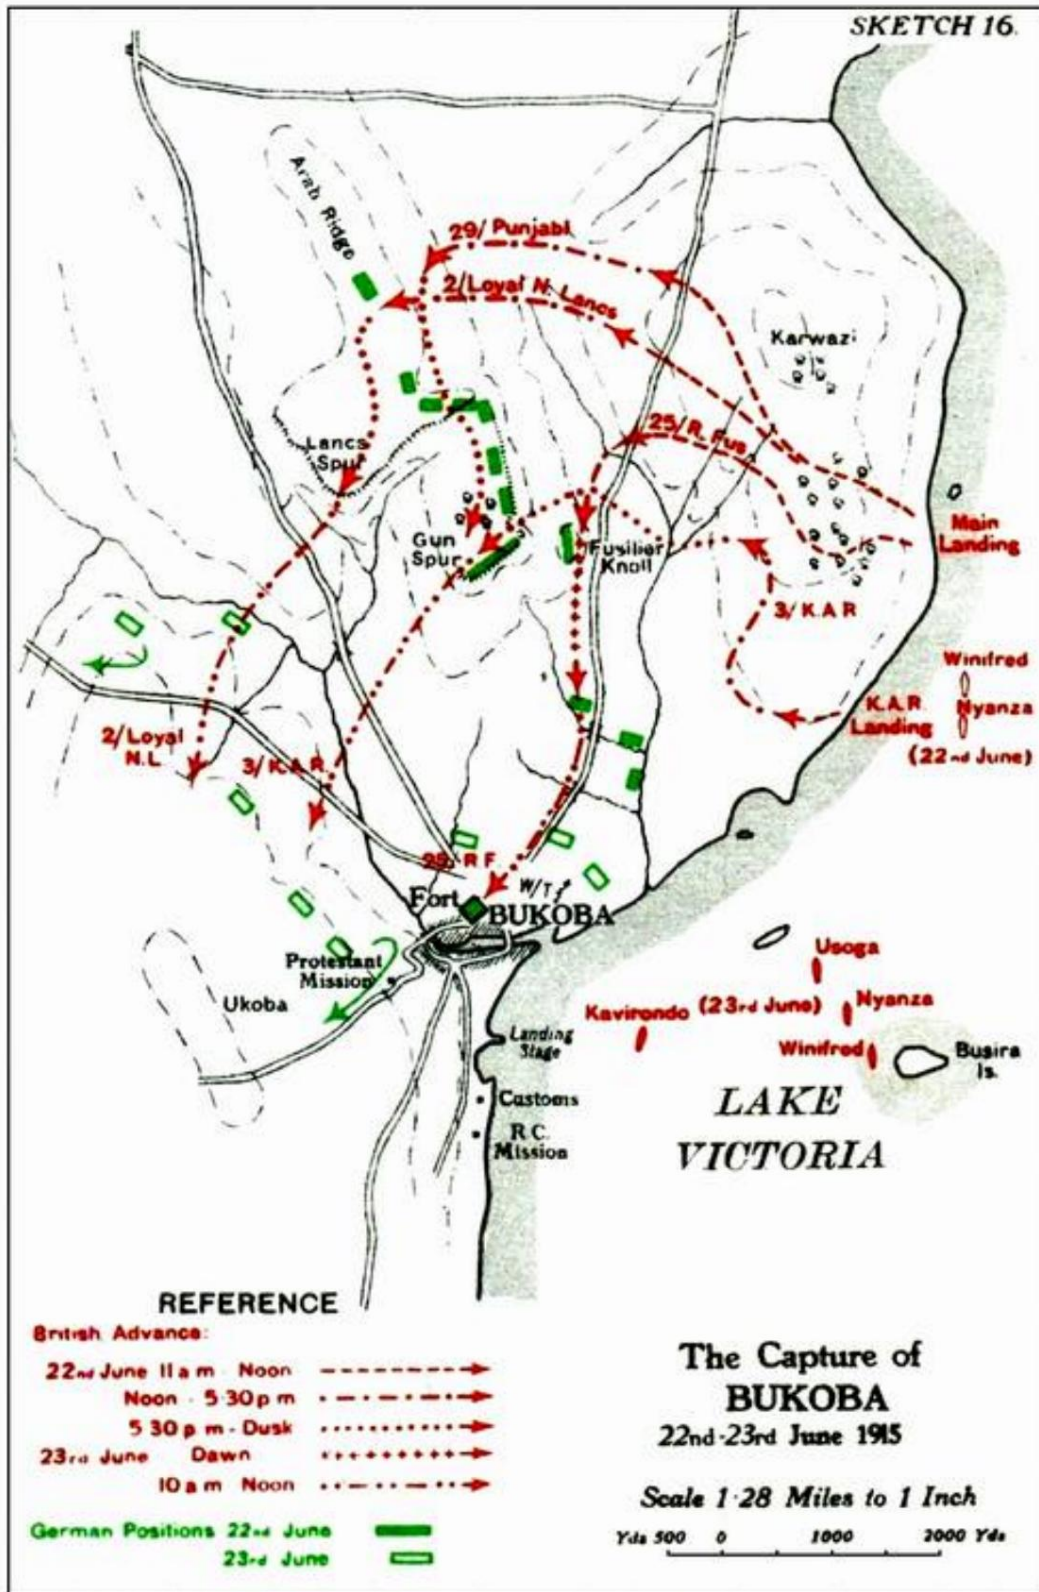 SKETCH 16.
Arab Ridge
29/ Punjabi
2/Loyal N. Lancs
Karwazi
25/R. Fus
Lancs
Spur
Main
Landing
Gun
Spur
Fusilier
Knoll
3/K.A.R
Winifred
Nyanza
(22nd June)
K.A.R.
Landing
2/Loyal
N.L
3/K.A.R.
25/ R F.
W/T
Fort
BUKOBA
Protestant
Mission
Ukoba
Usoga
Kavirondo (23rd June) Nyanza
Winifred
Busira
Is.
Landing
Stage
Customs
R.C.
Mission
LAKE
VICTORIA
REFERENCE
British Advance:
22nd June 11 a m - Noon
Noon - 5·30 p m
5 30 p m - Dusk
23rd June Dawn
10 a m Noon
German Positions 22nd June
23rd June
The Capture of
BUKOBA
22nd-23rd June 1915
Scale 1·28 Miles to 1 Inch
Yds 500 0 1000 2000 Yds